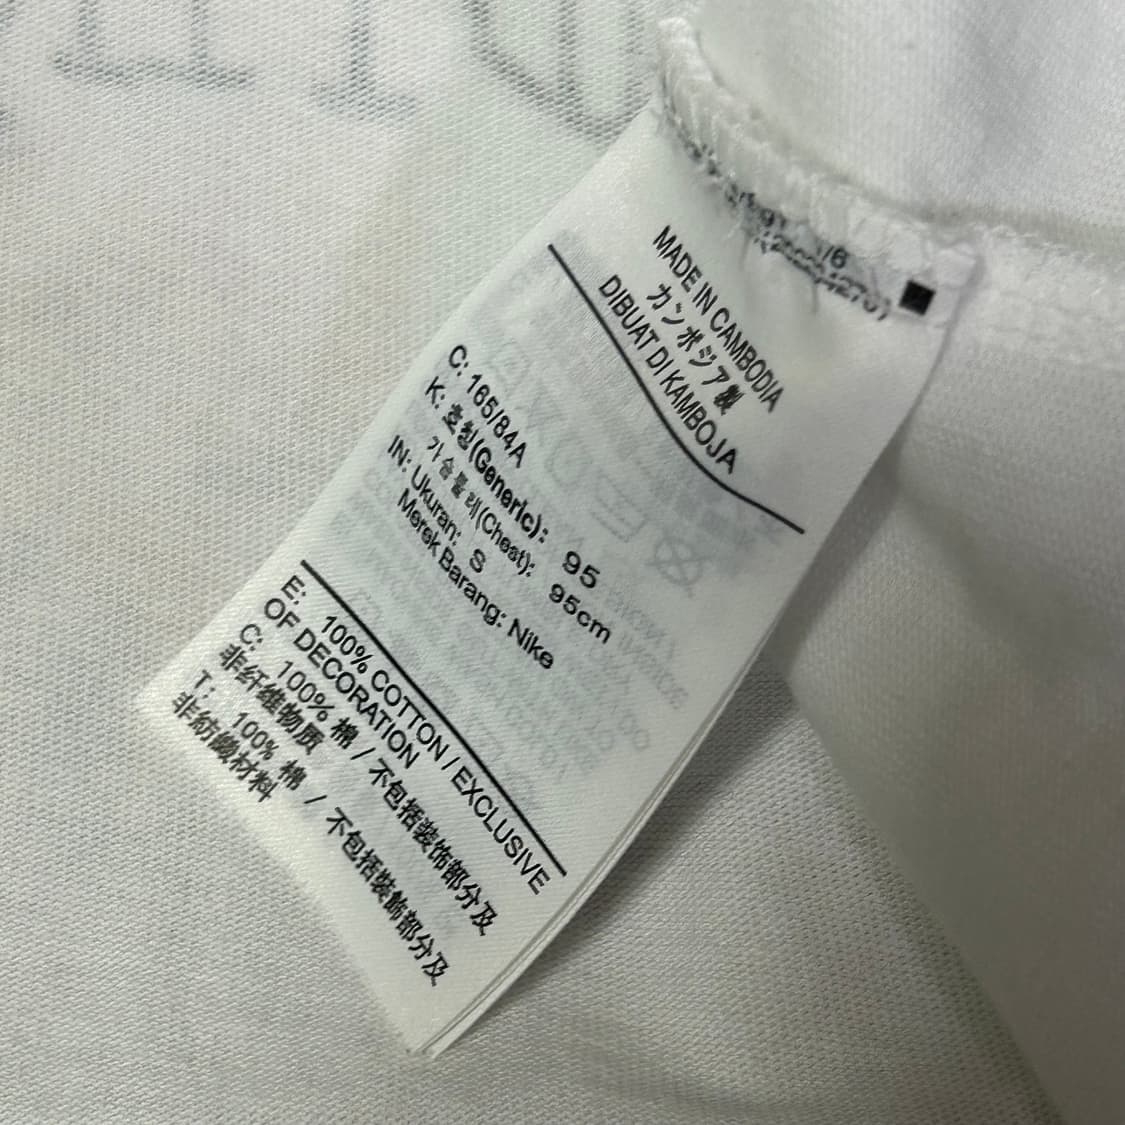 MADE IN CAMBODIA
カンボジア製
DIBUAT DI KAMBOJA
C: 165/84A
K: 호칭(Generic): 95
가슴둘레(Chest): 95cm
IN: Ukuran: S
Merek Barang: Nike
E: 100% COTTON / EXCLUSIVE
OF DECORATION
C: 100% 棉 / 不包括装饰部分及
非纤维物质
T: 100% 棉 / 不包括裝飾部分及
非紡織材料